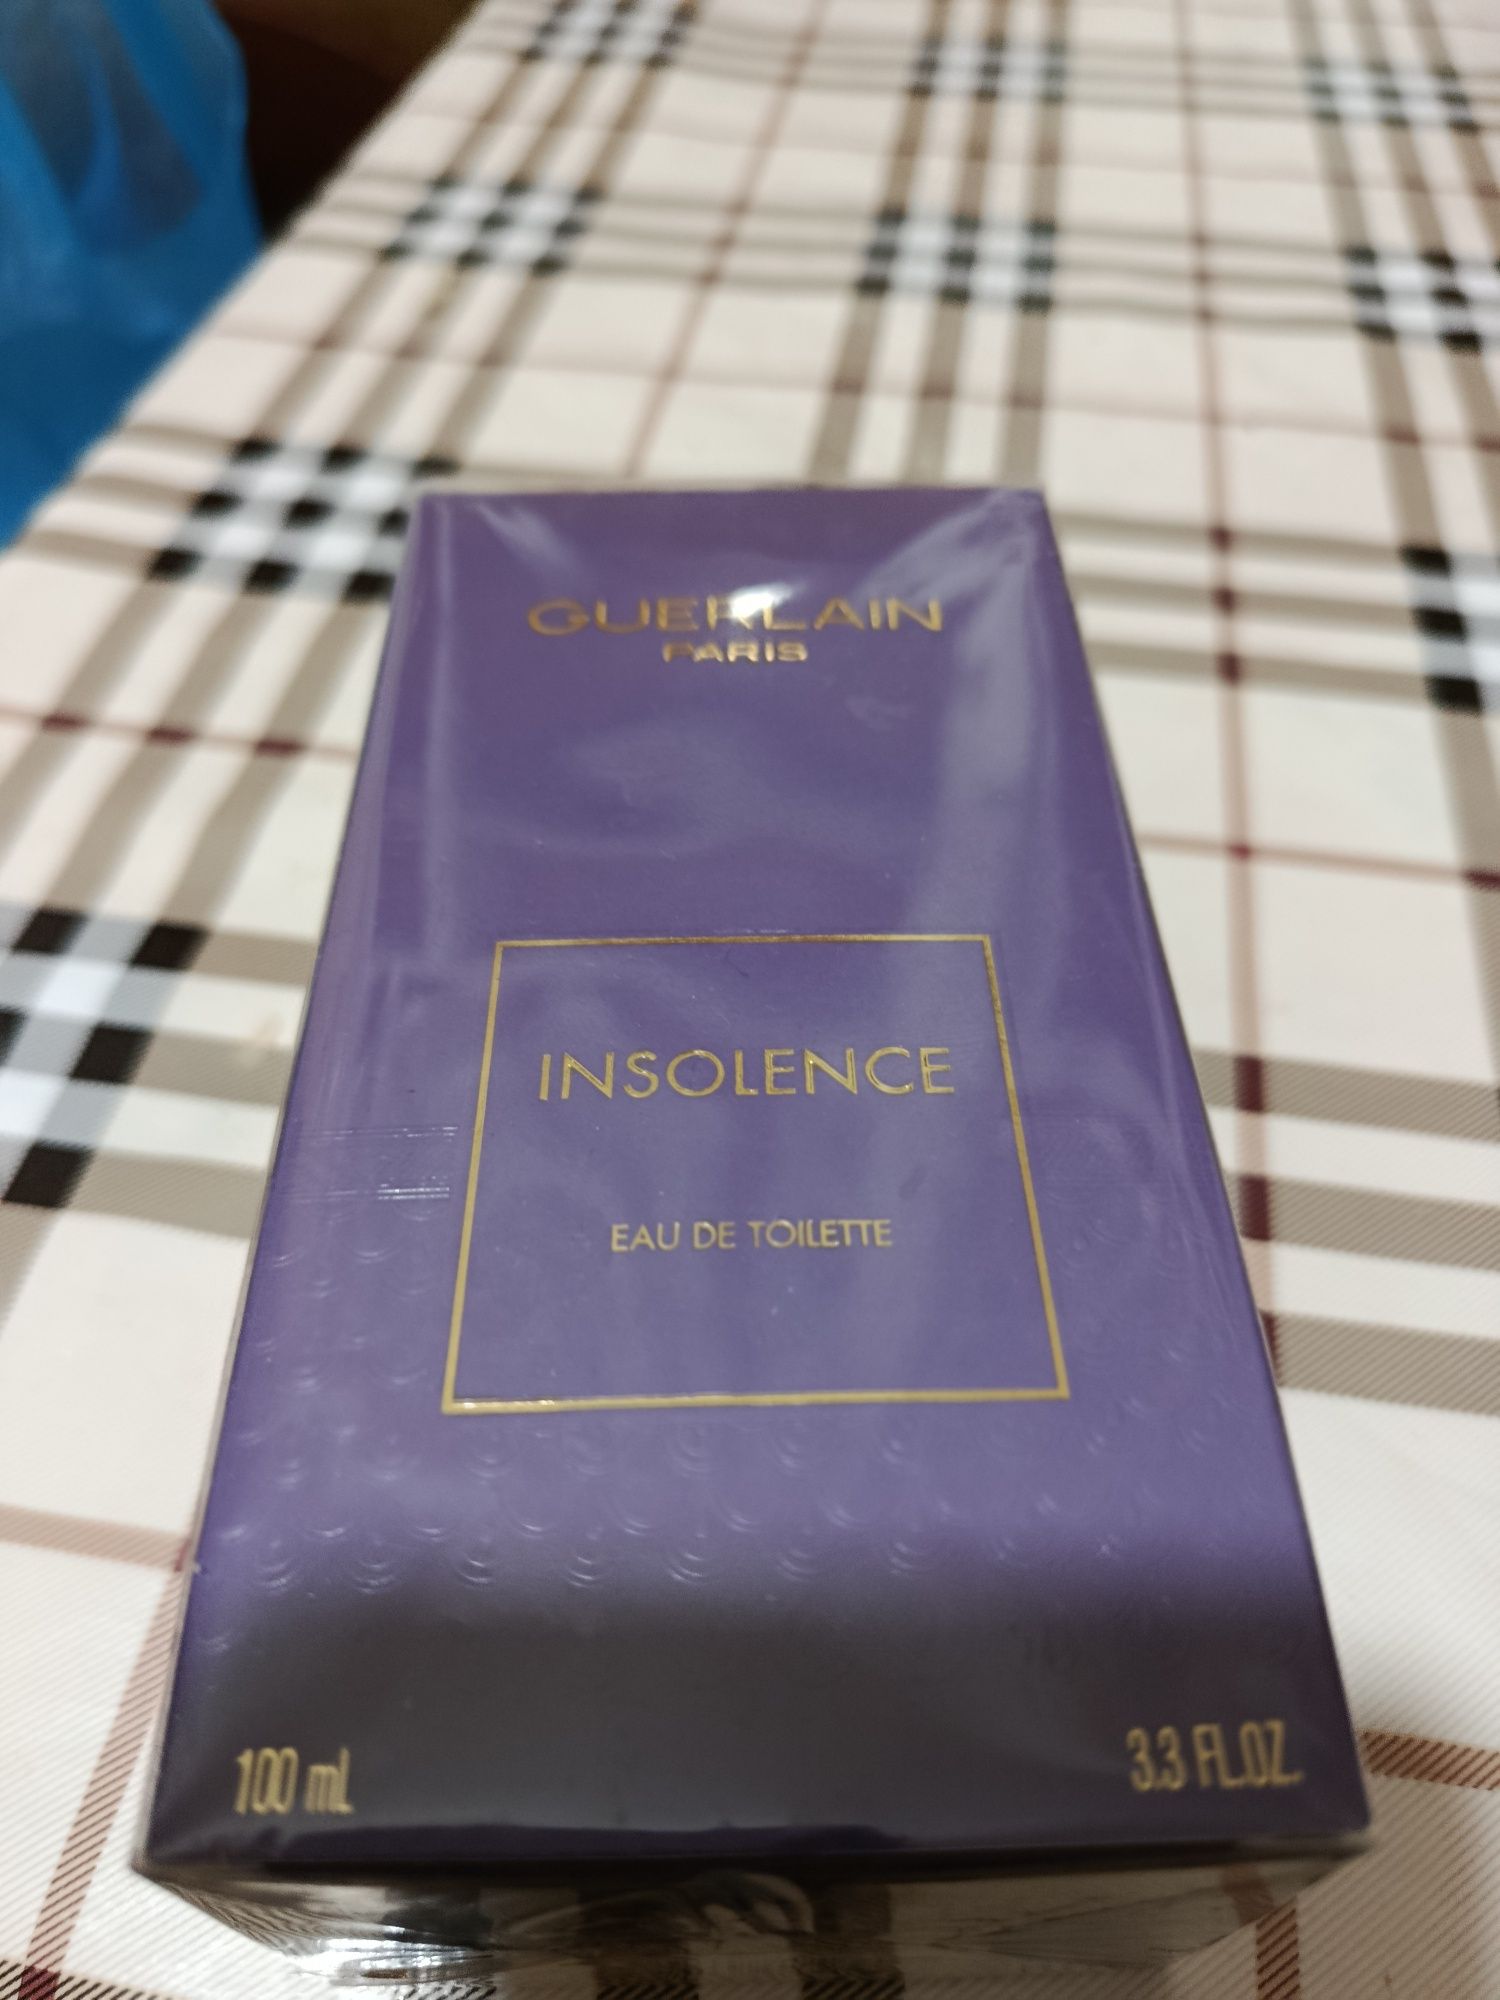 GUERLAIN
PARIS
INSOLENCE
EAU DE TOILETTE
100 mL 3.3 FL.OZ.